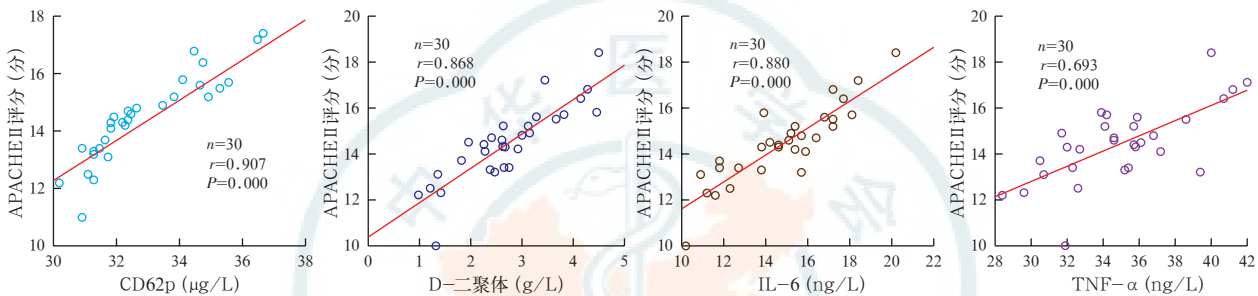 APACHEⅡ评分 (分)
18
16
14
12
10
n=30
r=0.907
P=0.000
30
32
34
36
38
CD62p (μg/L)
APACHEⅡ评分 (分)
20
18
16
14
12
10
n=30
r=0.868
P=0.000
0
1
2
3
4
5
D-二聚体 (g/L)
APACHEⅡ评分 (分)
20
18
16
14
12
10
n=30
r=0.880
P=0.000
10
12
14
16
18
20
22
IL-6 (ng/L)
APACHEⅡ评分 (分)
20
18
16
14
12
10
n=30
r=0.693
P=0.000
28
30
32
34
36
38
40
42
TNF-α (ng/L)
中华医学会